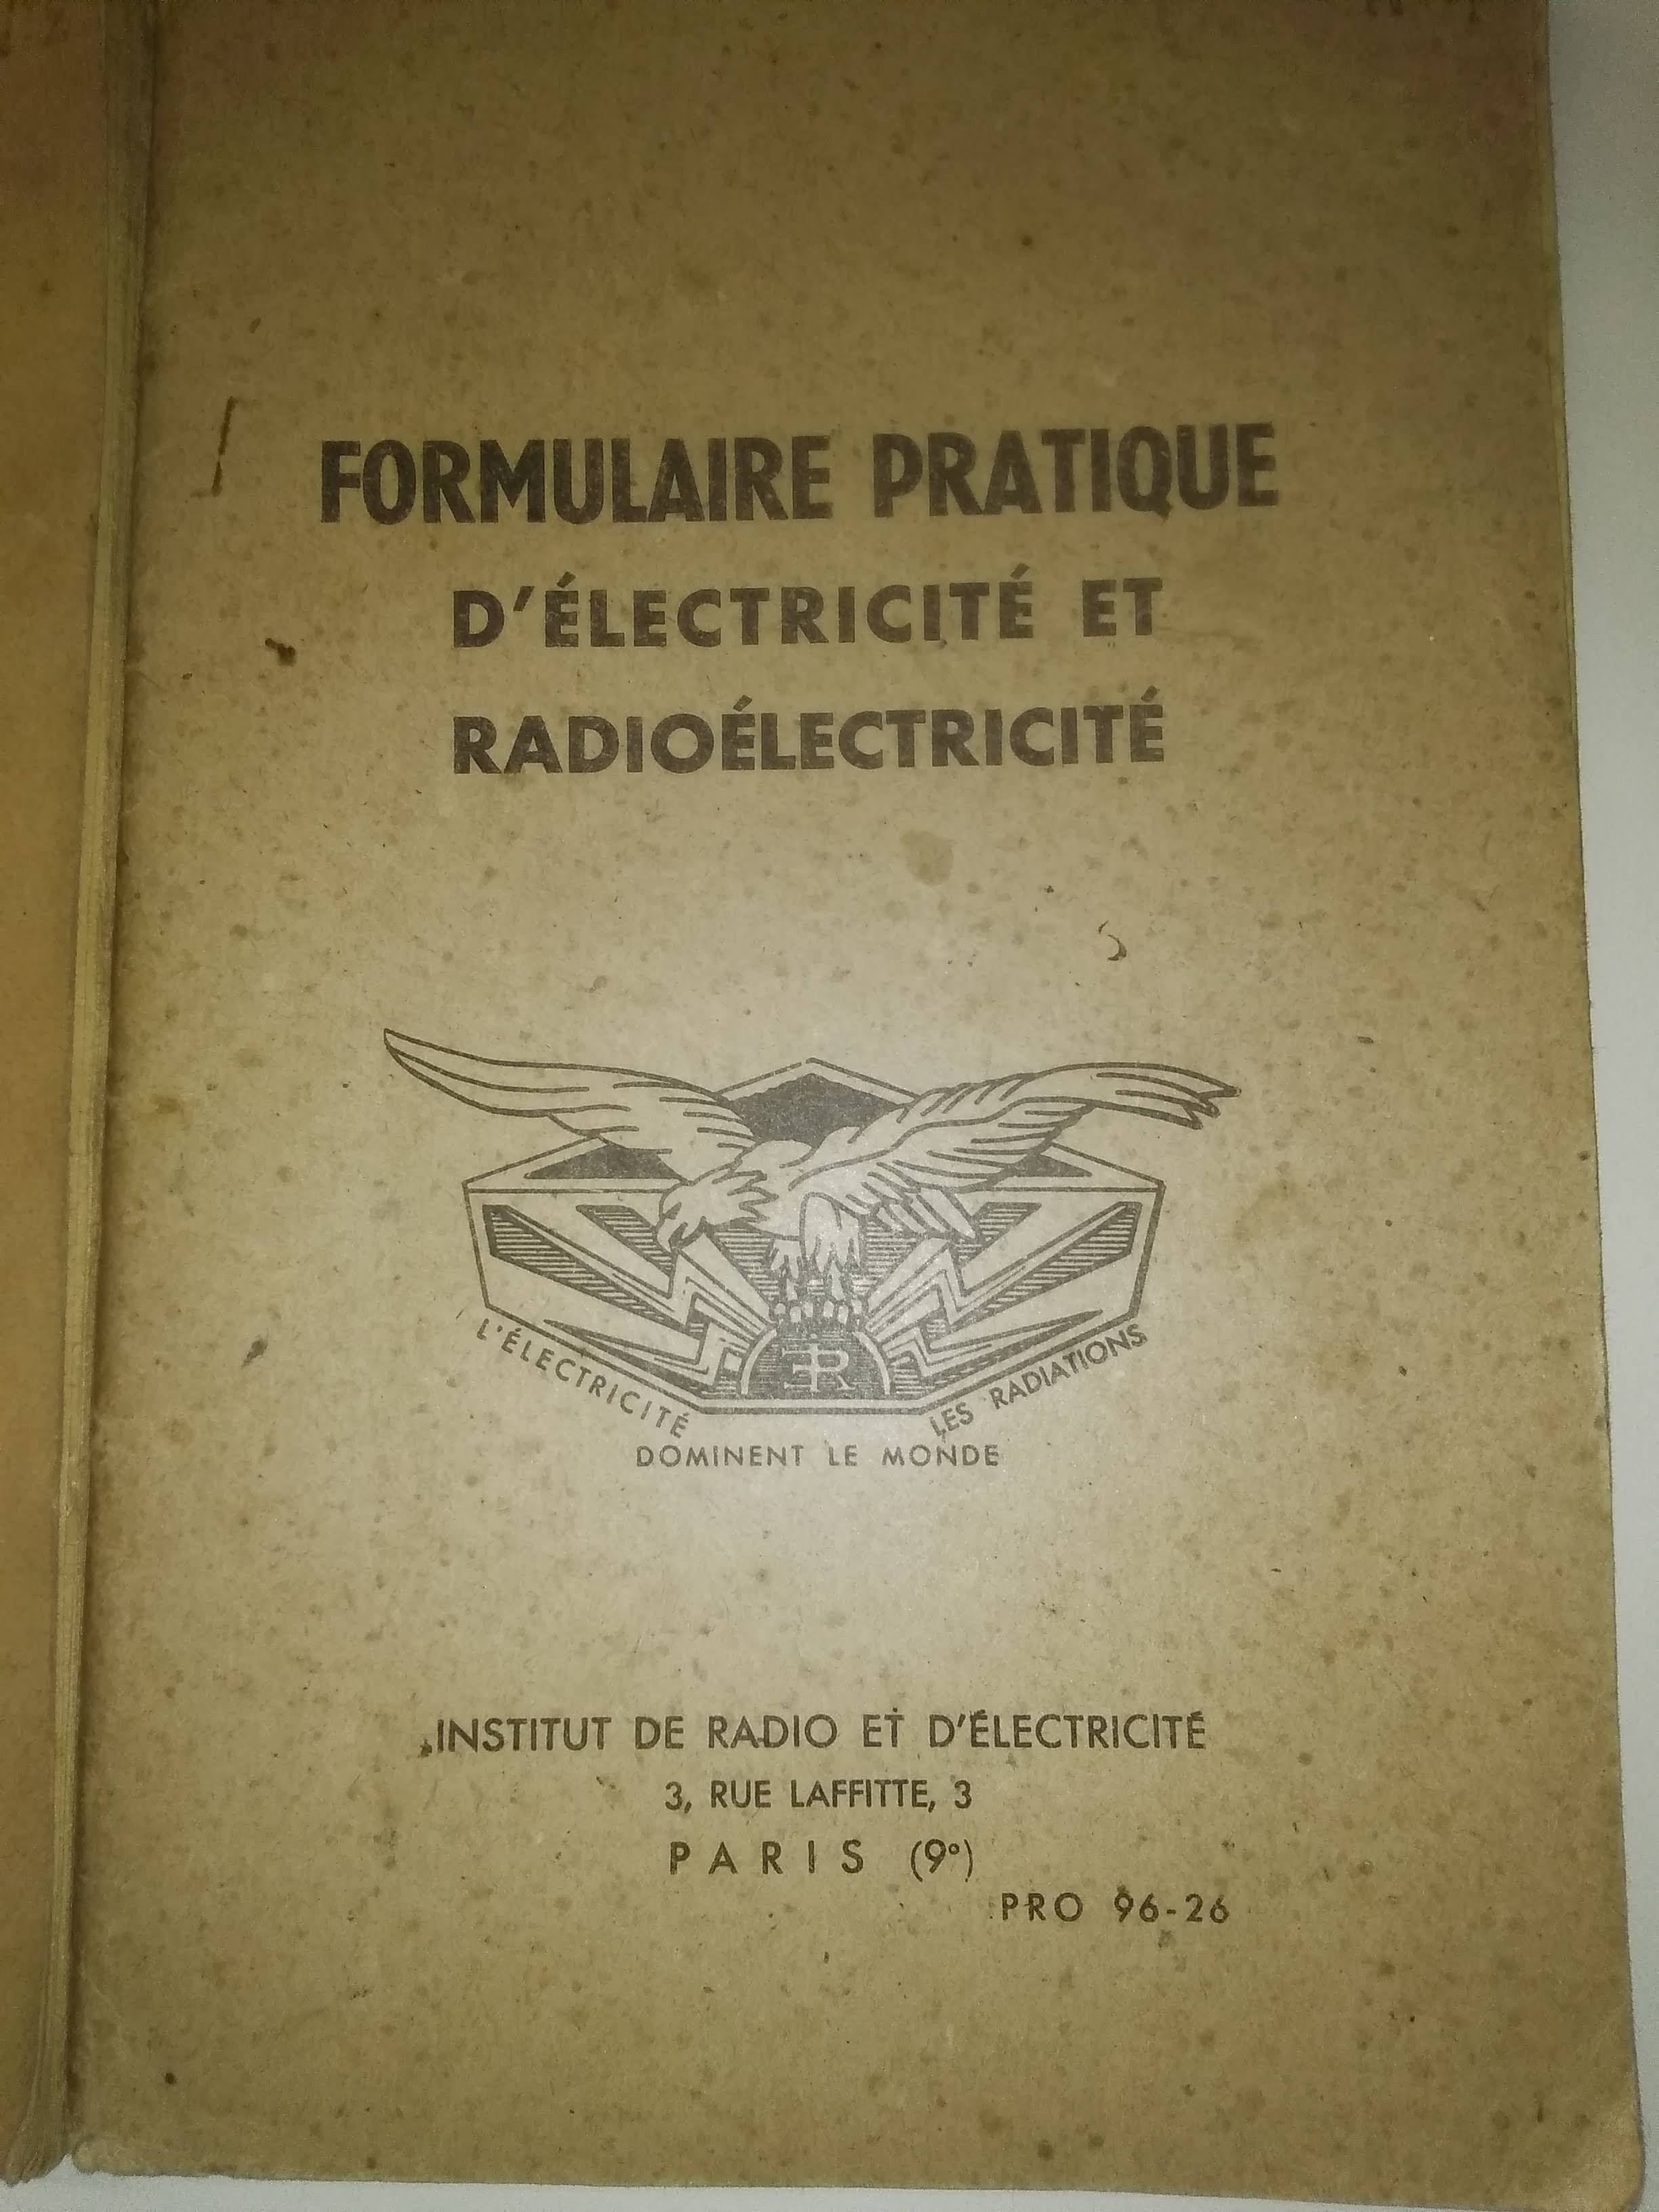 FORMULAIRE PRATIQUE
D'ÉLECTRICITÉ ET
RADIOÉLECTRICITÉ
L'ÉLECTRICITÉ
LES RADIATIONS
DOMINENT LE MONDE
INSTITUT DE RADIO ET D'ÉLECTRICITÉ
3, RUE LAFFITTE, 3
PARIS (9e)
PRO 96-26